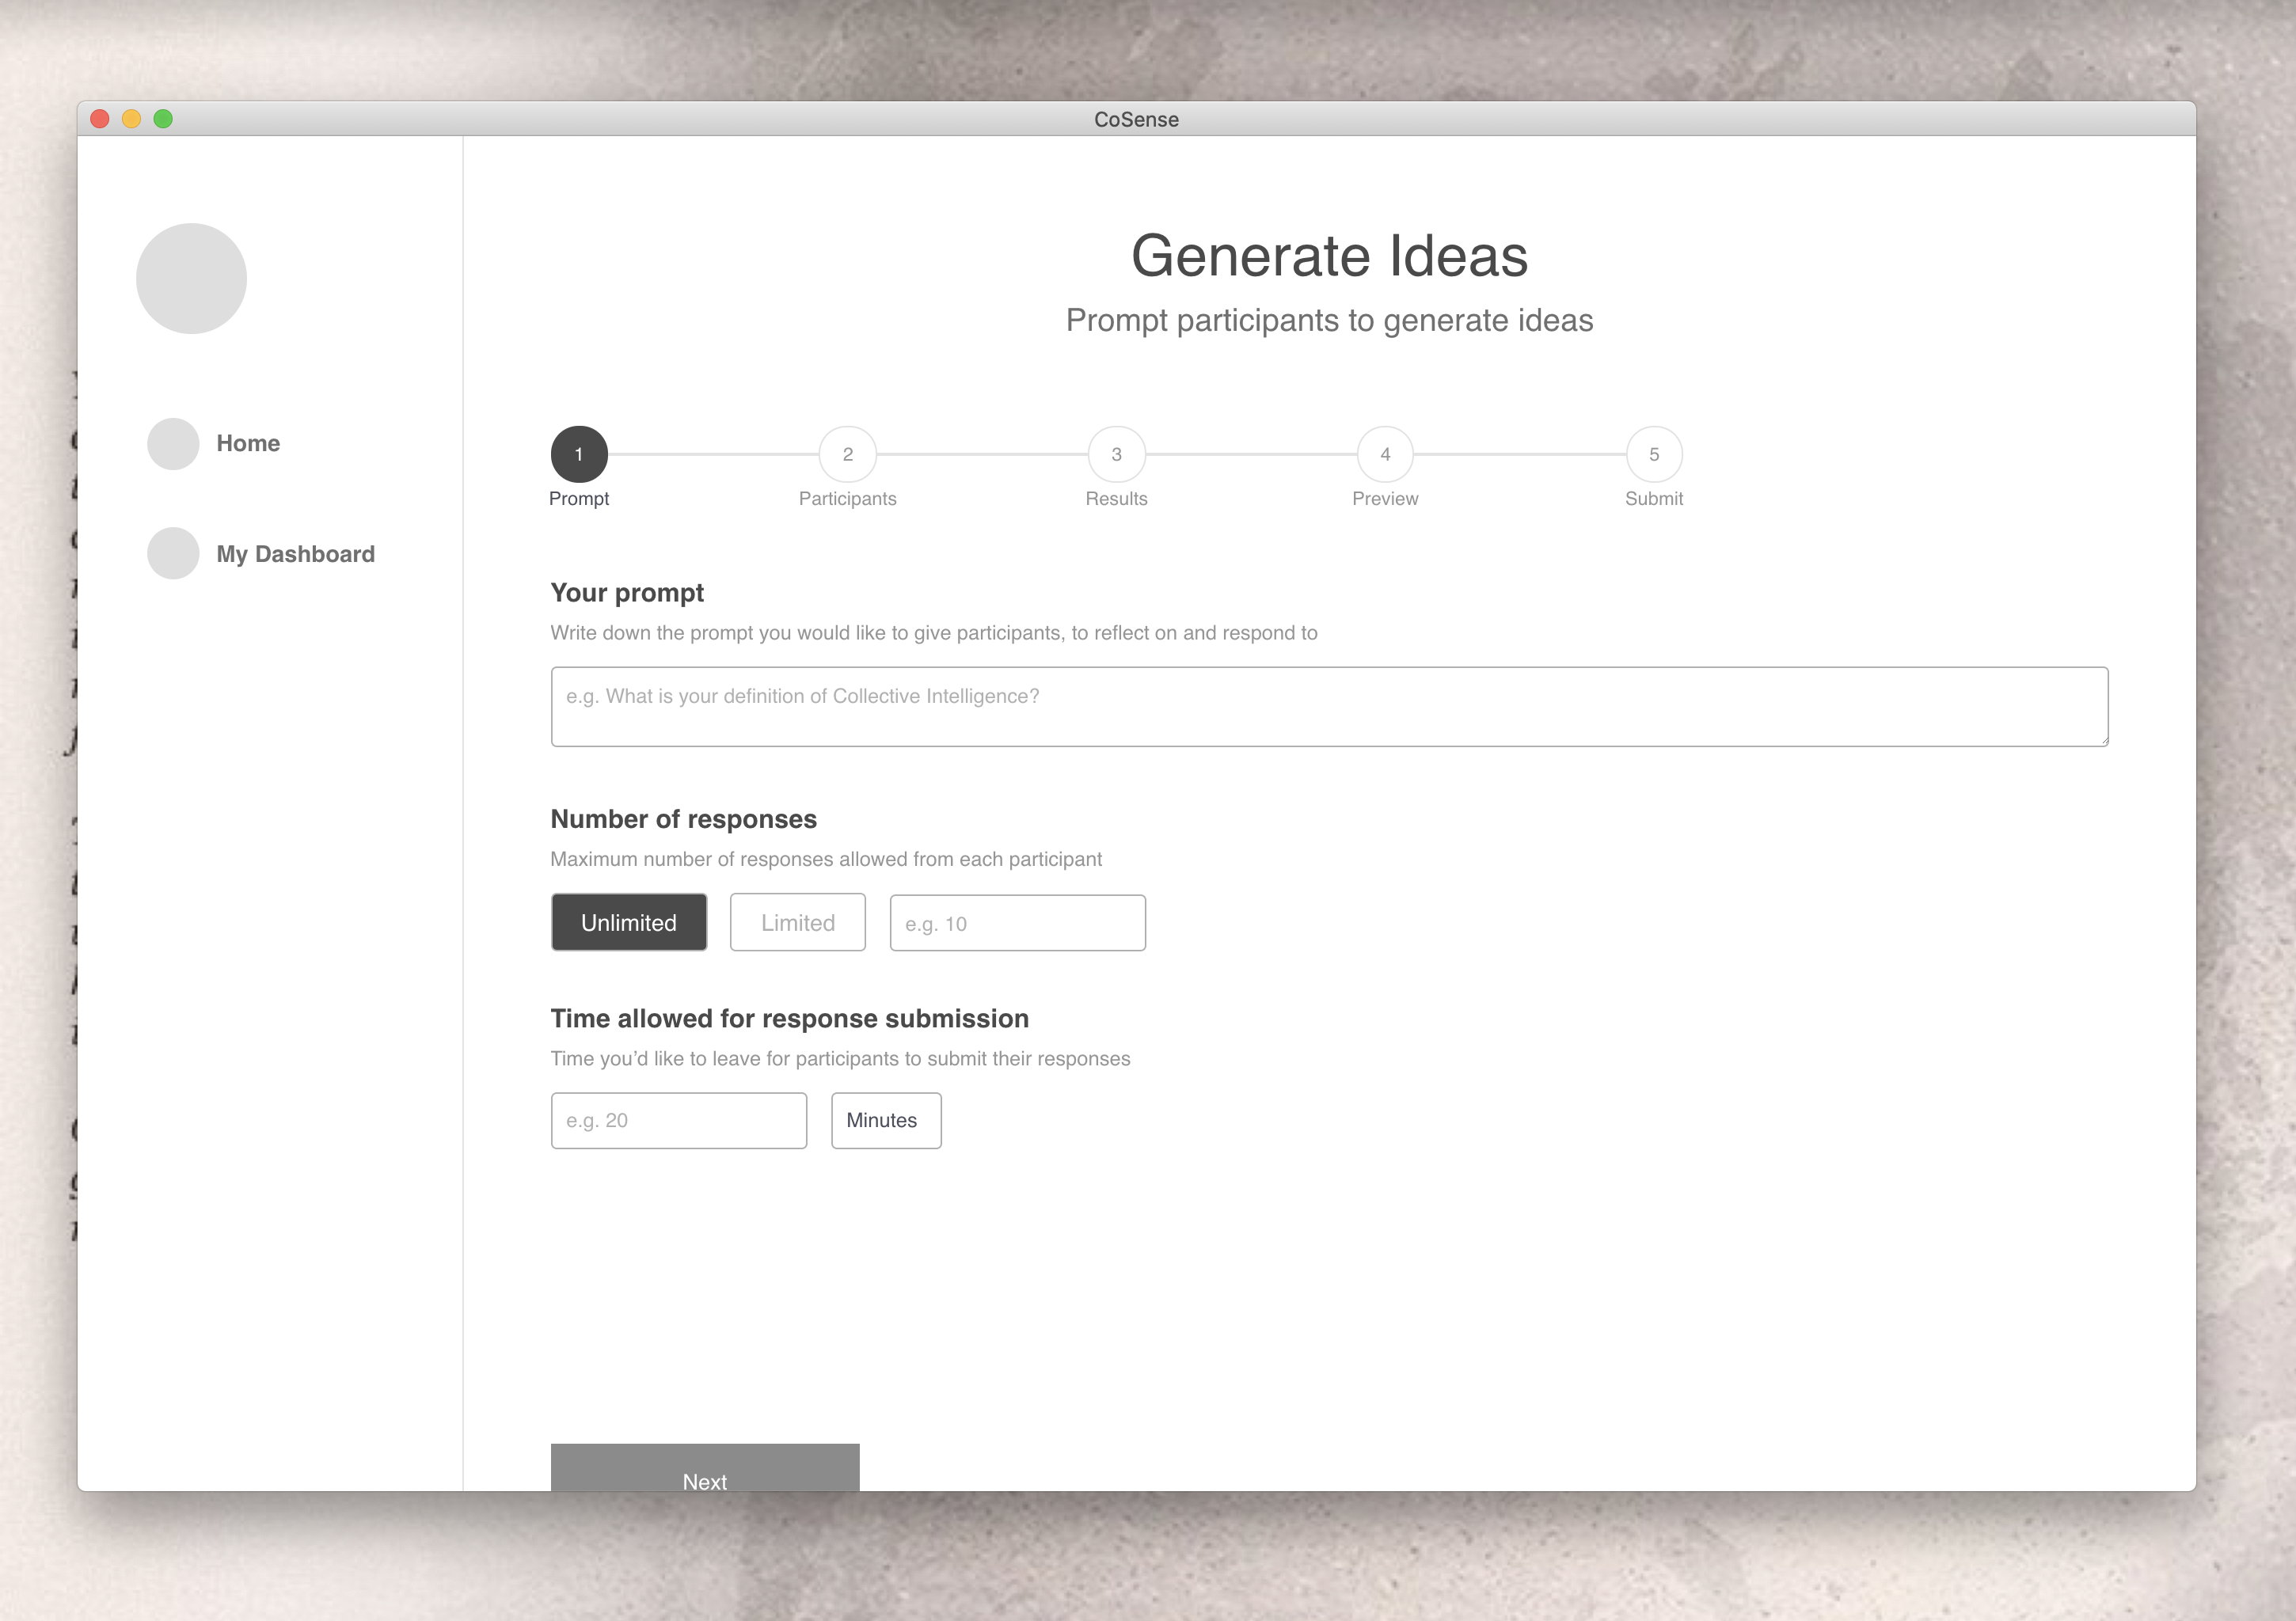 CoSense
Home
My Dashboard
Generate Ideas
Prompt participants to generate ideas
1
2
3
4
5
Prompt
Participants
Results
Preview
Submit
Your prompt
Write down the prompt you would like to give participants, to reflect on and respond to
e.g. What is your definition of Collective Intelligence?
Number of responses
Maximum number of responses allowed from each participant
Unlimited
Limited
e.g. 10
Time allowed for response submission
Time you’d like to leave for participants to submit their responses
e.g. 20
Minutes
Next